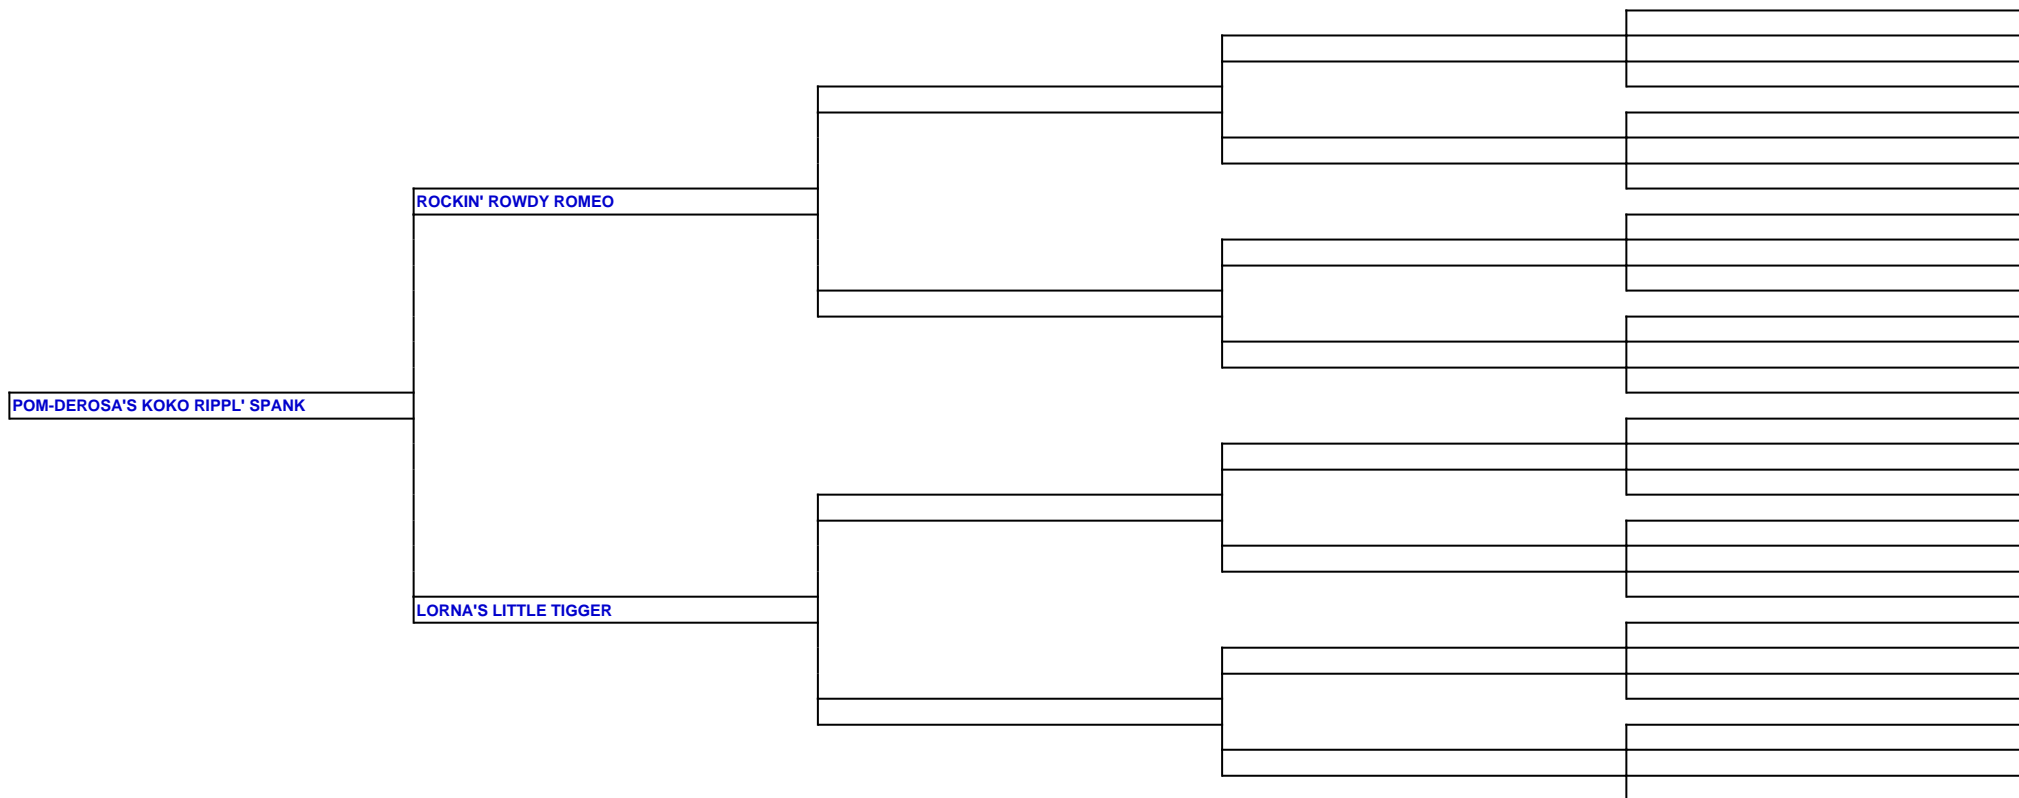 ROCKIN' ROWDY ROMEO
POM-DEROSA'S KOKO RIPPL' SPANK
LORNA'S LITTLE TIGGER